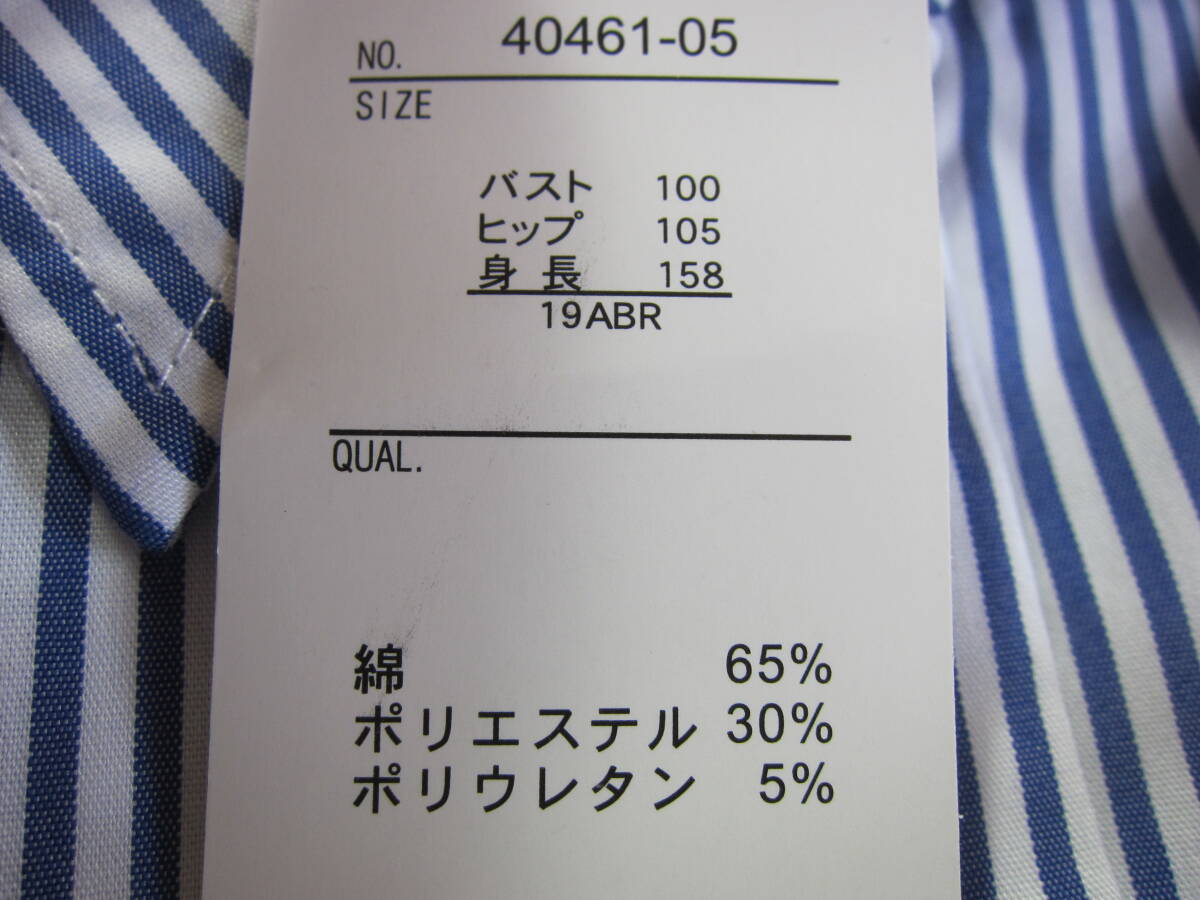 NO. 40461-05
SIZE
バスト 100
ヒップ 105
身長 158
19ABR
QUAL.
綿 65%
ポリエステル 30%
ポリウレタン 5%